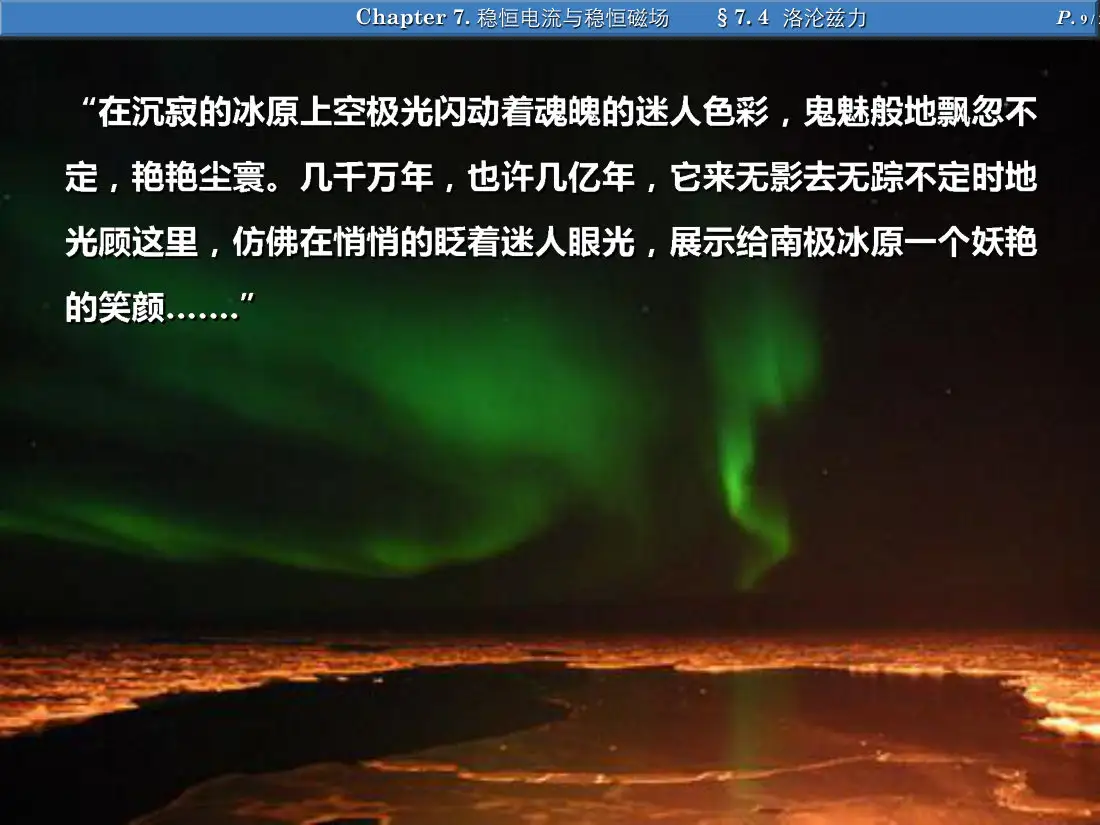 Chapter 7. 稳恒电流与稳恒磁场 § 7. 4 洛沦兹力 P. 9/
“在沉寂的冰原上空极光闪动着魂魄的迷人色彩，鬼魅般地飘忽不
定，艳艳尘寰。几千万年，也许几亿年，它来无影去无踪不定时地
光顾这里，仿佛在悄悄的眨着迷人眼光，展示给南极冰原一个妖艳
的笑颜.......”